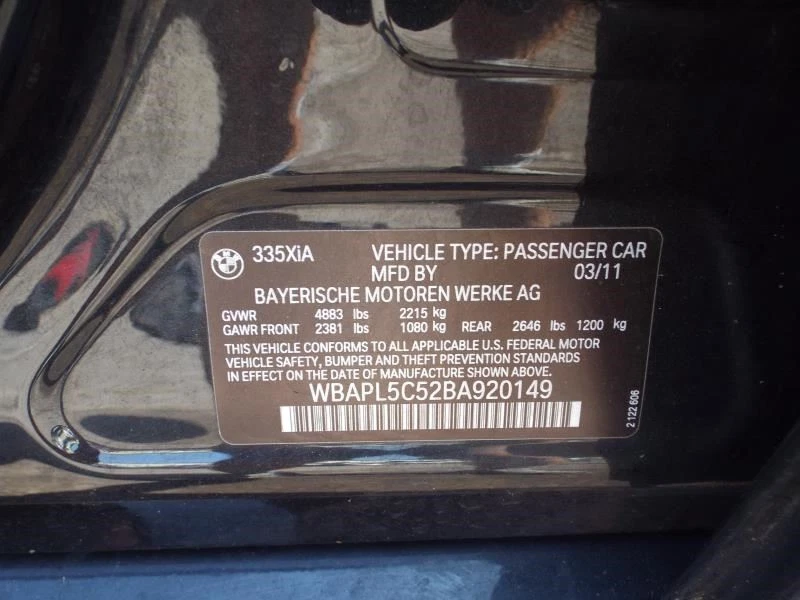 335XiA VEHICLE TYPE: PASSENGER CAR
MFD BY 03/11
BAYERISCHE MOTOREN WERKE AG
GVWR 4883 lbs 2215 kg
GAWR FRONT 2381 lbs 1080 kg REAR 2646 lbs 1200 kg
THIS VEHICLE CONFORMS TO ALL APPLICABLE U.S. FEDERAL MOTOR
VEHICLE SAFETY, BUMPER AND THEFT PREVENTION STANDARDS
IN EFFECT ON THE DATE OF MANUFACTURE SHOWN ABOVE.
WBAPL5C52BA920149
2 122 606